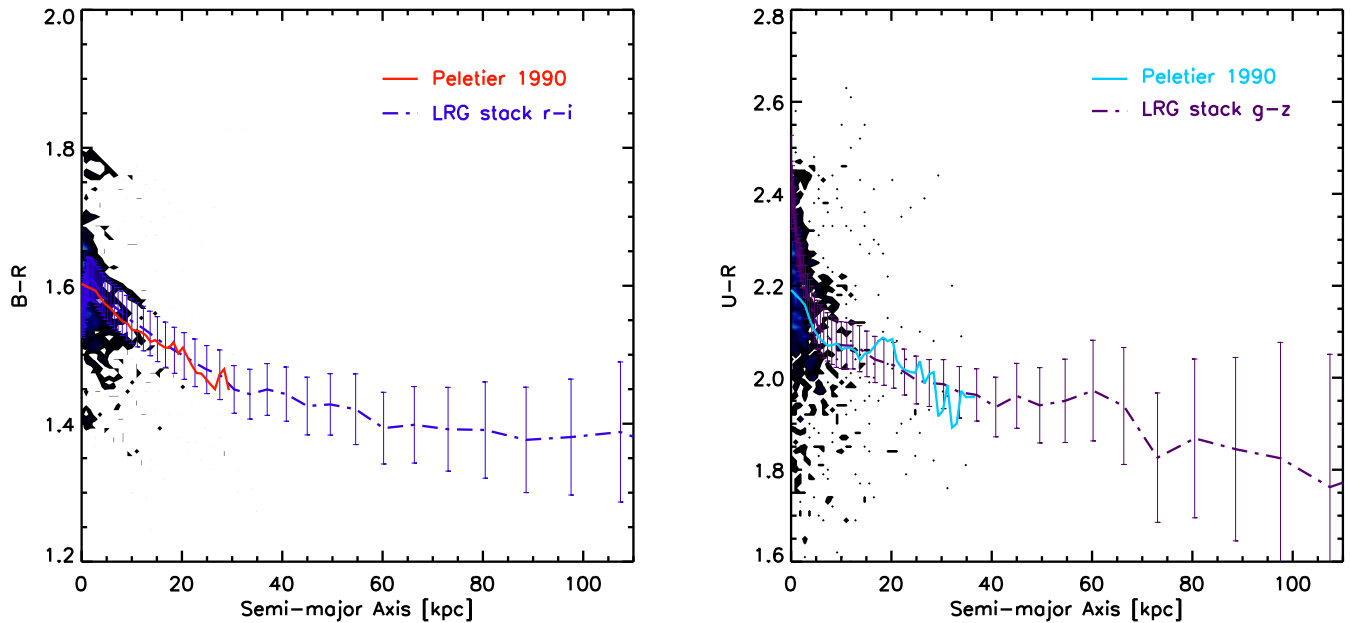 2.0
1.8
1.6
1.4
1.2
B-R
Peletier 1990
LRG stack r-i
0 20 40 60 80 100
Semi-major Axis [kpc]
2.8
2.6
2.4
2.2
2.0
1.8
1.6
U-R
Peletier 1990
LRG stack g-z
0 20 40 60 80 100
Semi-major Axis [kpc]